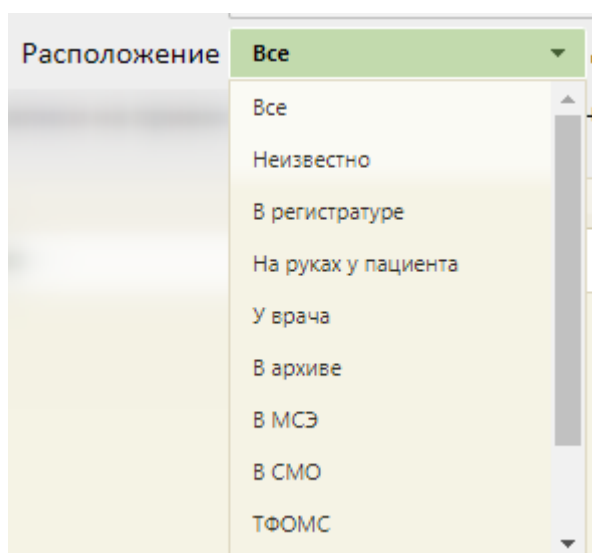 Расположение Все
Все
Неизвестно
В регистратуре
На руках у пациента
У врача
В архиве
В МСЭ
В СМО
ТФОМС